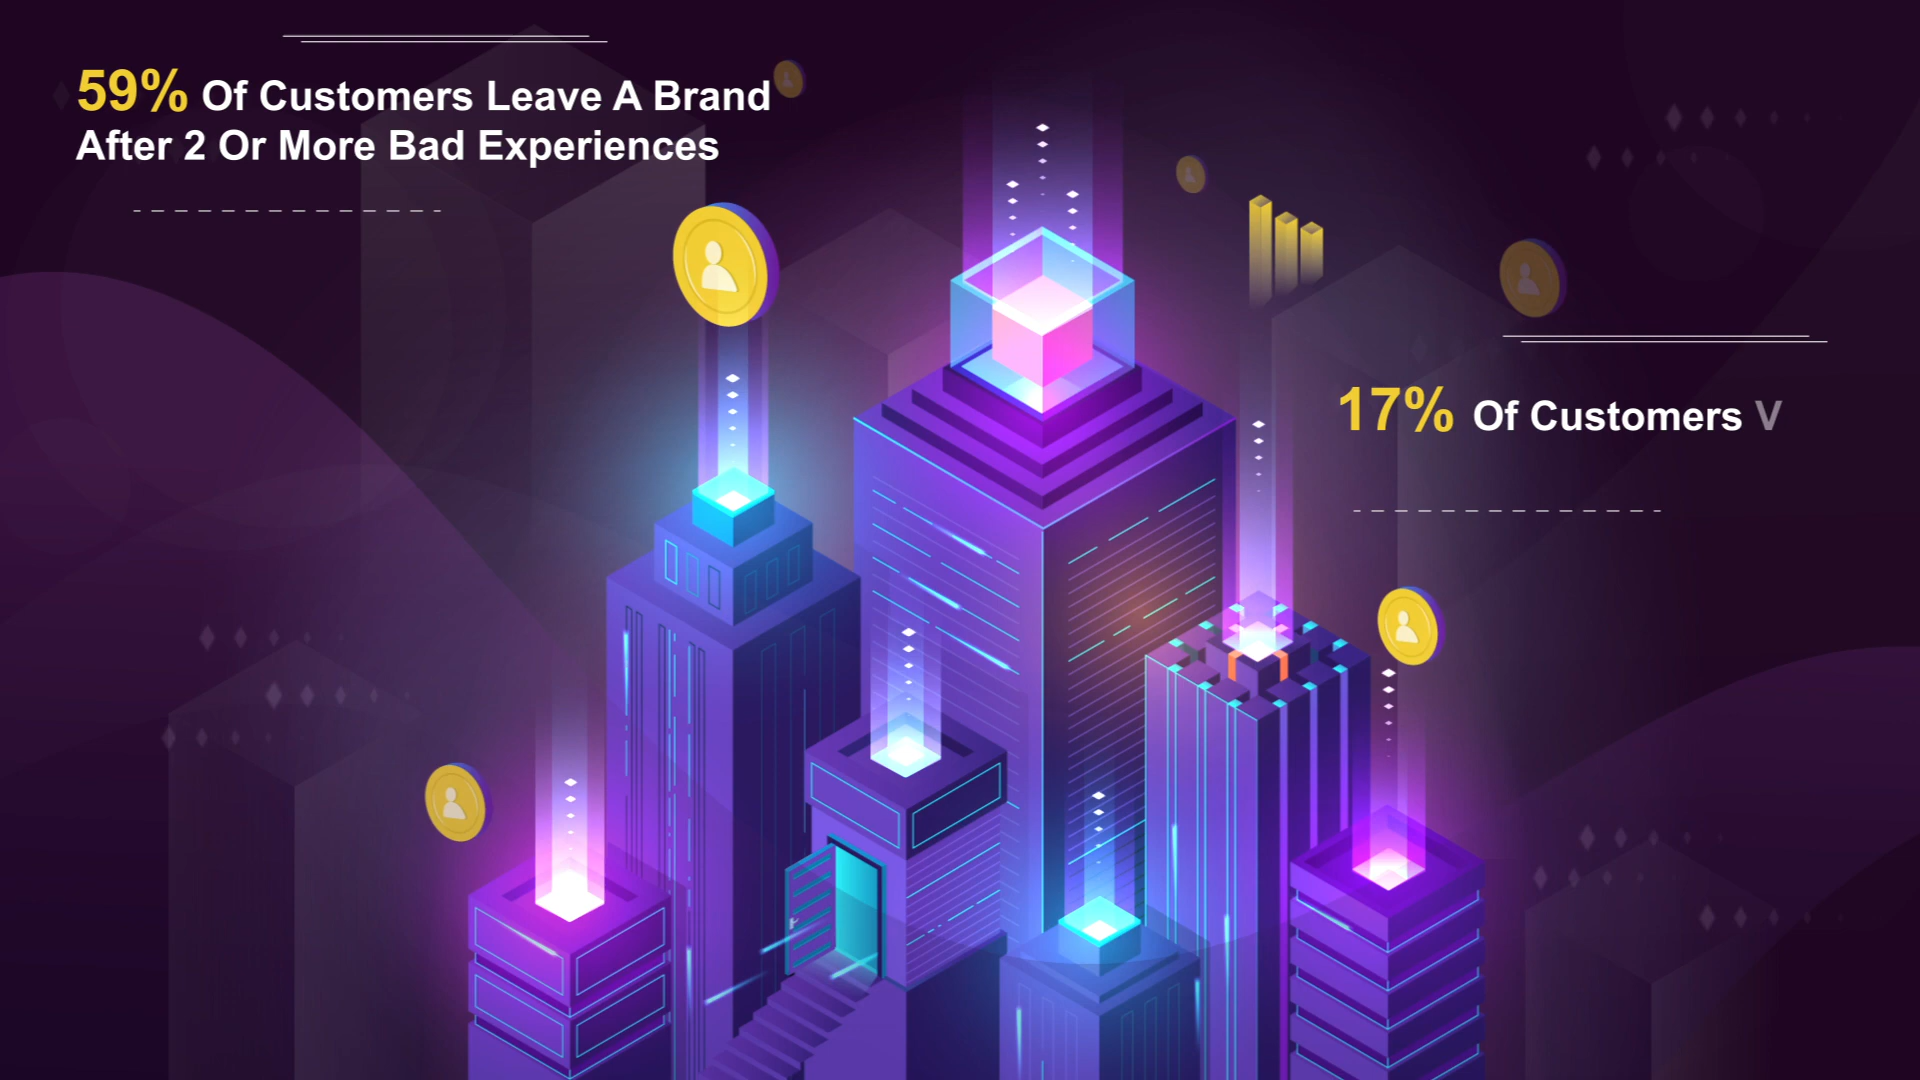 59% Of Customers Leave A Brand
After 2 Or More Bad Experiences
17% Of Customers V